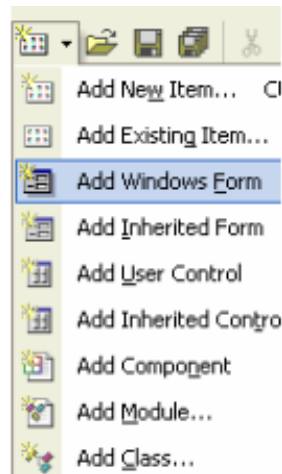 Add New Item...
Add Existing Item...
Add Windows Form
Add Inherited Form
Add User Control
Add Inherited Contro
Add Component
Add Module...
Add Class...